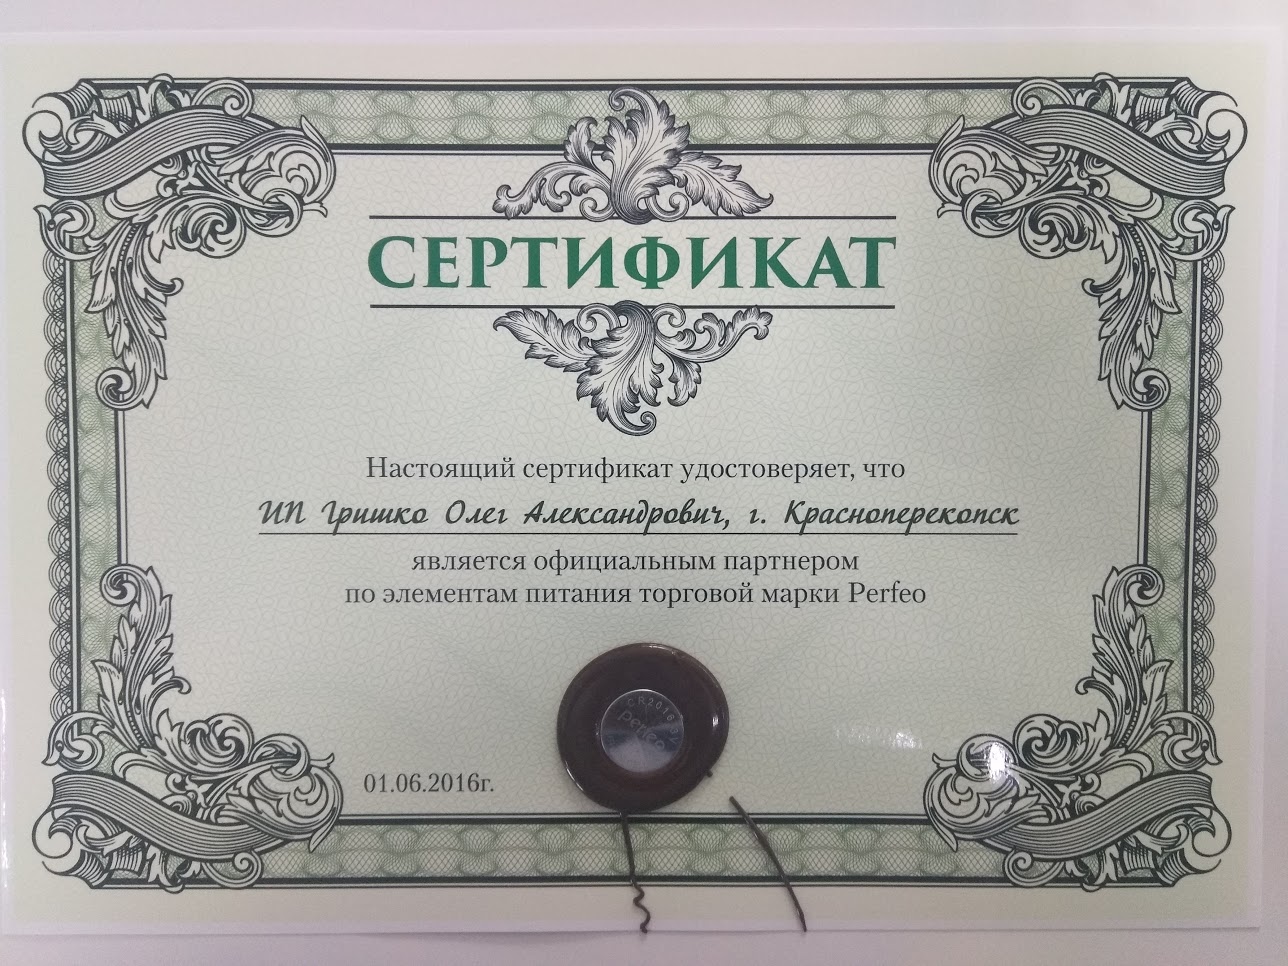 СЕРТИФИКАТ
Настоящий сертификат удостоверяет, что
ИП Гришко Олег Александрович, г. Красноперекопск
является официальным партнером
по элементам питания торговой марки Perfeo
CR2016
Perfeo
01.06.2016г.